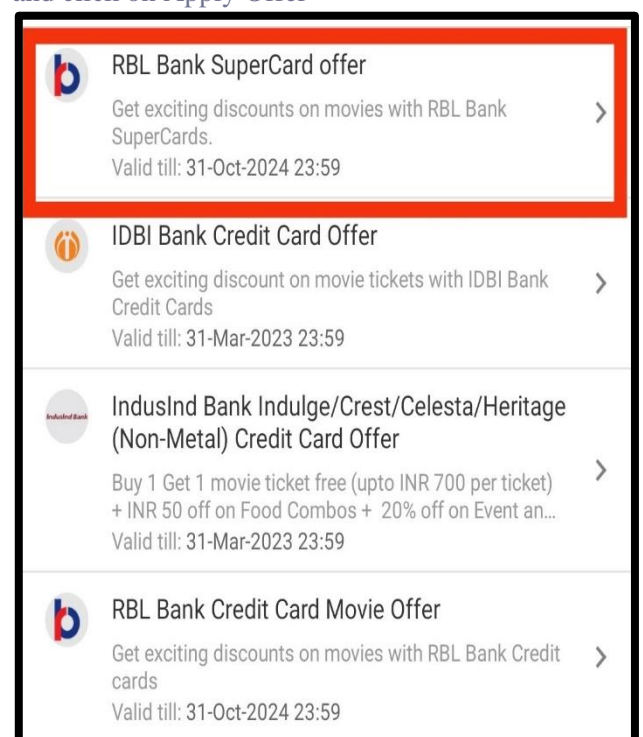 and click on Apply Offer
RBL Bank SuperCard offer
Get exciting discounts on movies with RBL Bank
SuperCards.
Valid till: 31-Oct-2024 23:59
IDBI Bank Credit Card Offer
Get exciting discount on movie tickets with IDBI Bank
Credit Cards
Valid till: 31-Mar-2023 23:59
IndusInd Bank
IndusInd Bank Indulge/Crest/Celesta/Heritage
(Non-Metal) Credit Card Offer
Buy 1 Get 1 movie ticket free (upto INR 700 per ticket)
+ INR 50 off on Food Combos + 20% off on Event an...
Valid till: 31-Mar-2023 23:59
RBL Bank Credit Card Movie Offer
Get exciting discounts on movies with RBL Bank Credit
cards
Valid till: 31-Oct-2024 23:59